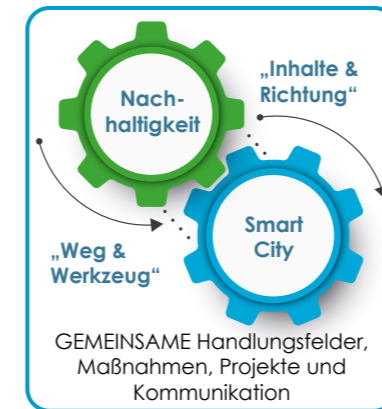 Nach-
haltigkeit
„Inhalte &
Richtung“
„Weg &
Werkzeug“
Smart
City
GEMEINSAME Handlungsfelder,
Maßnahmen, Projekte und
Kommunikation